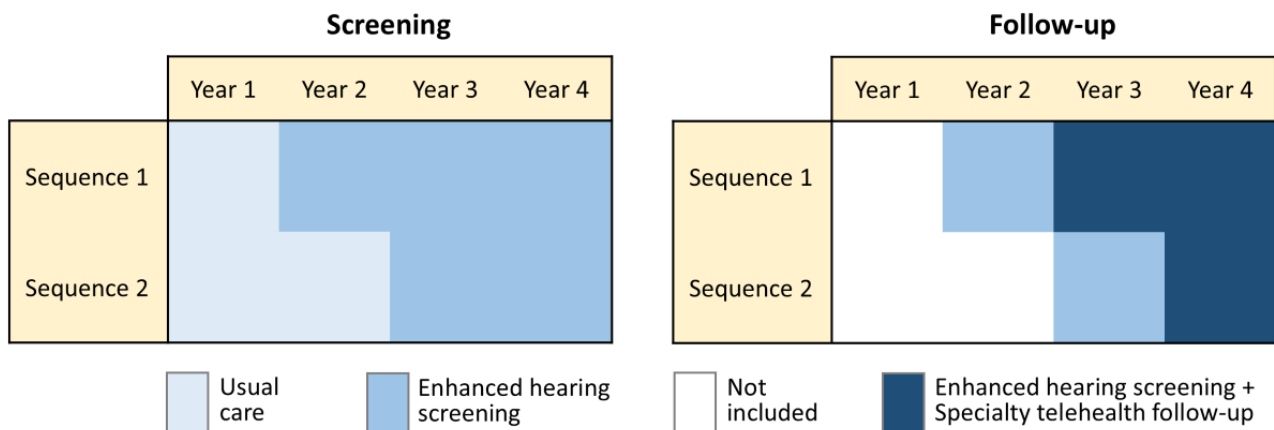 Screening
Year 1 Year 2 Year 3 Year 4
Sequence 1
Sequence 2
Usual
care
Enhanced hearing
screening
Follow-up
Year 1 Year 2 Year 3 Year 4
Sequence 1
Sequence 2
Not
included
Enhanced hearing screening +
Specialty telehealth follow-up